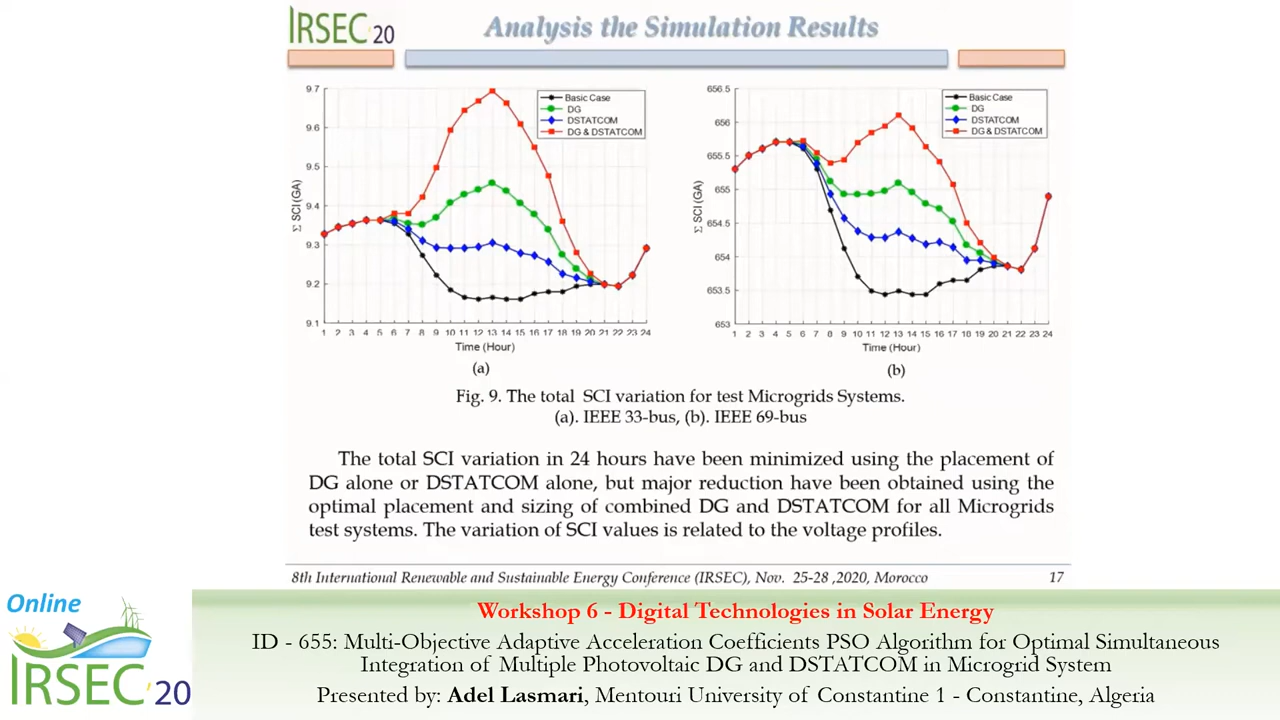 IRSEC'20
Analysis the Simulation Results
9.7
9.6
9.5
9.4
9.3
9.2
9.1
Σ SCI (GA)
Basic Case
DG
DSTATCOM
DG & DSTATCOM
1 2 3 4 5 6 7 8 9 10 11 12 13 14 15 16 17 18 19 20 21 22 23 24
Time (Hour)
(a)
656.5
656
655.5
655
654.5
654
653.5
653
Σ SCI (GA)
Basic Case
DG
DSTATCOM
DG & DSTATCOM
1 2 3 4 5 6 7 8 9 10 11 12 13 14 15 16 17 18 19 20 21 22 23 24
Time (Hour)
(b)
Fig. 9. The total SCI variation for test Microgrids Systems.
(a). IEEE 33-bus, (b). IEEE 69-bus
The total SCI variation in 24 hours have been minimized using the placement of
DG alone or DSTATCOM alone, but major reduction have been obtained using the
optimal placement and sizing of combined DG and DSTATCOM for all Microgrids
test systems. The variation of SCI values is related to the voltage profiles.
8th International Renewable and Sustainable Energy Conference (IRSEC), Nov. 25-28 ,2020, Morocco
17
Online
IRSEC'20
Workshop 6 - Digital Technologies in Solar Energy
ID - 655: Multi-Objective Adaptive Acceleration Coefficients PSO Algorithm for Optimal Simultaneous
Integration of Multiple Photovoltaic DG and DSTATCOM in Microgrid System
Presented by: Adel Lasmari, Mentouri University of Constantine 1 - Constantine, Algeria